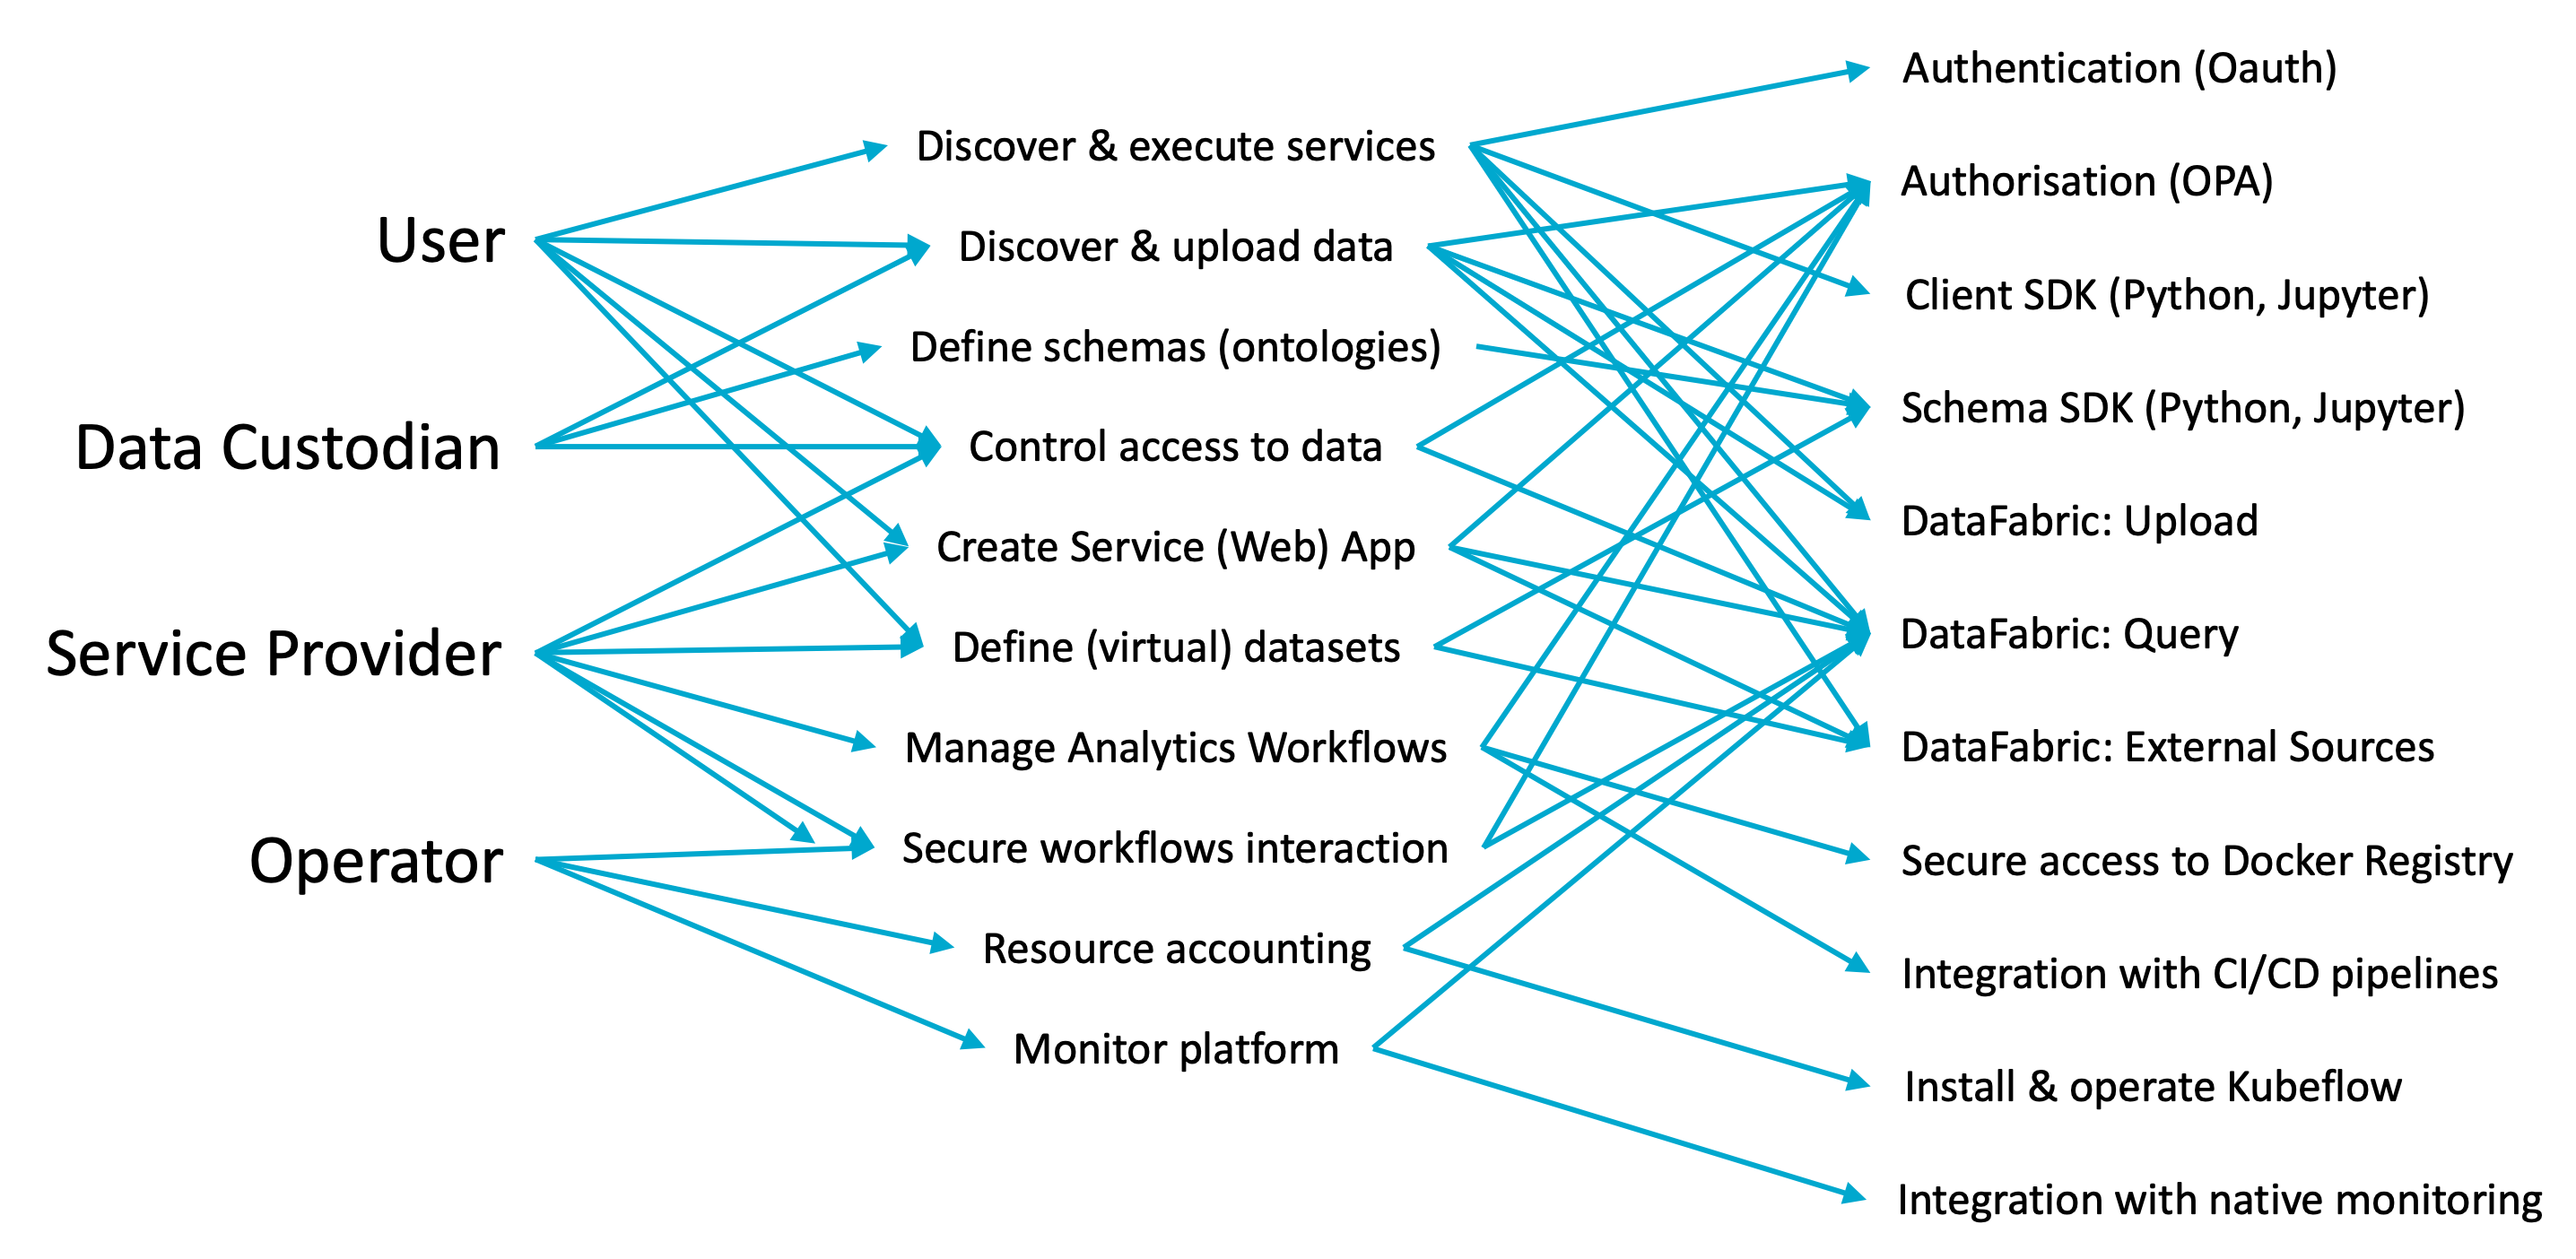 User
Data Custodian
Service Provider
Operator
Discover & execute services
Discover & upload data
Define schemas (ontologies)
Control access to data
Create Service (Web) App
Define (virtual) datasets
Manage Analytics Workflows
Secure workflows interaction
Resource accounting
Monitor platform
Authentication (Oauth)
Authorisation (OPA)
Client SDK (Python, Jupyter)
Schema SDK (Python, Jupyter)
DataFabric: Upload
DataFabric: Query
DataFabric: External Sources
Secure access to Docker Registry
Integration with CI/CD pipelines
Install & operate Kubeflow
Integration with native monitoring